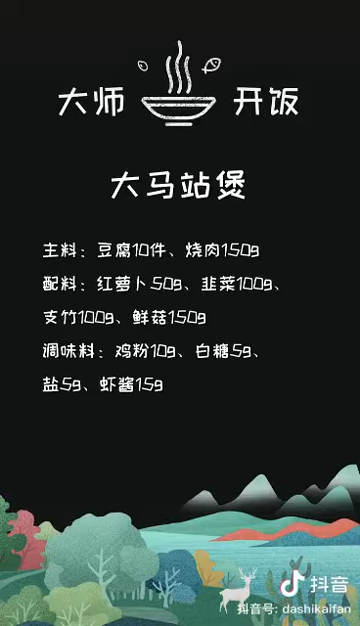 大师 开饭
大马站煲
主料：豆腐10件、烧肉150g
配料：红萝卜50g、韭菜100g、
支竹100g、鲜菇150g
调味料：鸡粉10g、白糖5g、
盐5g、虾酱15g
抖音
抖音号: dashikaifan